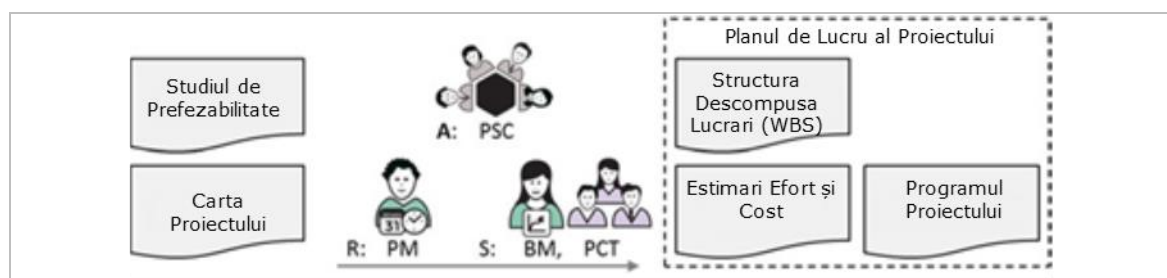 Planul de Lucru al Proiectului
Studiul de
Prefezabilitate
A: PSC
Structura
Descompusa
Lucrari (WBS)
Carta
Proiectului
31
R: PM
S: BM, PCT
Estimari Efort și
Cost
Programul
Proiectului